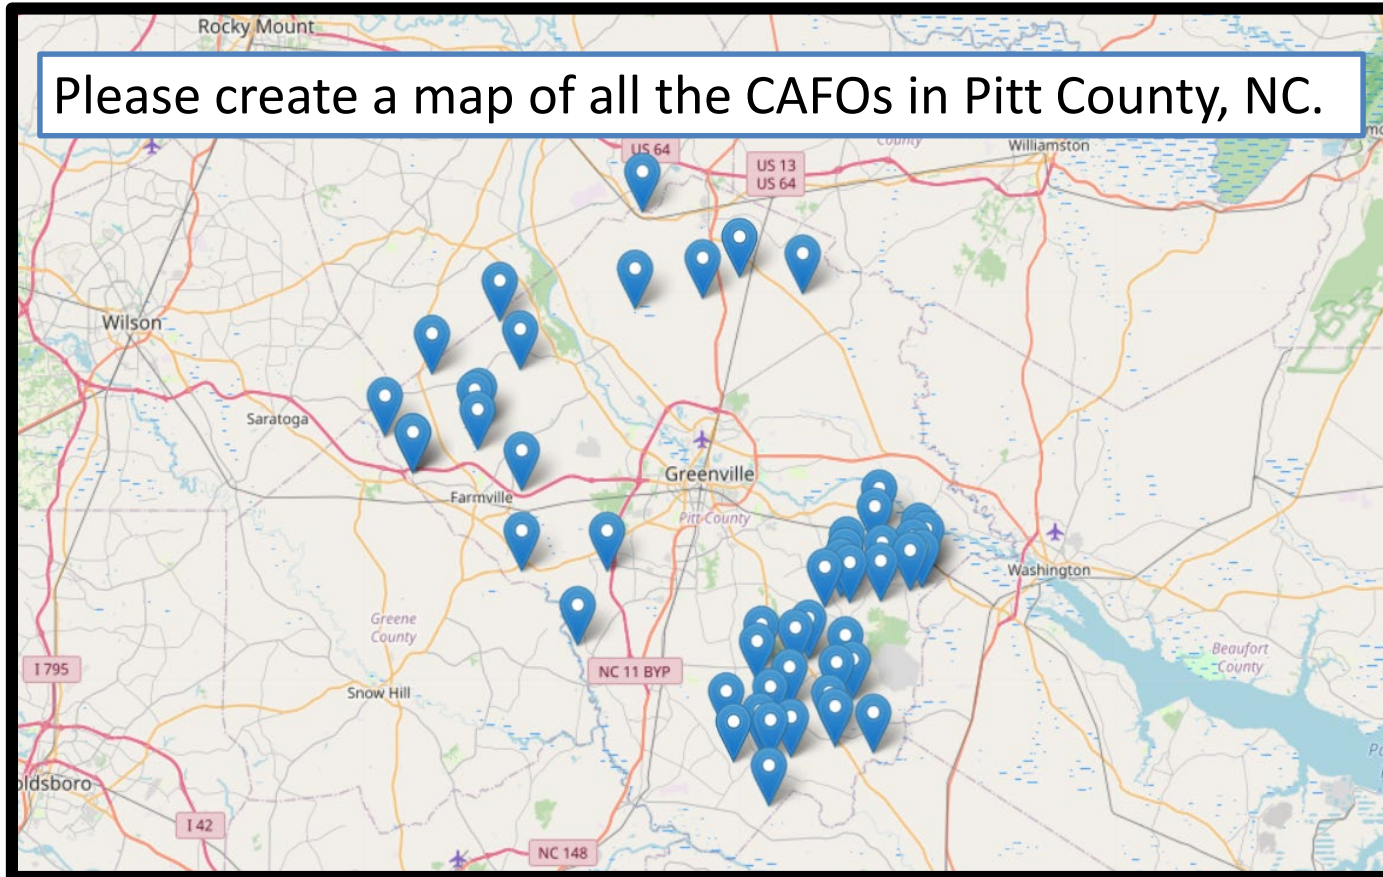 Rocky Mount
Please create a map of all the CAFOs in Pitt County, NC.
County
Williamston
US 64
US 13
US 64
Wilson
Saratoga
Greenville
Farmville
Pitt County
Washington
Greene
County
Beaufort
County
I 795
NC 11 BYP
Snow Hill
oldsboro
I 42
NC 148